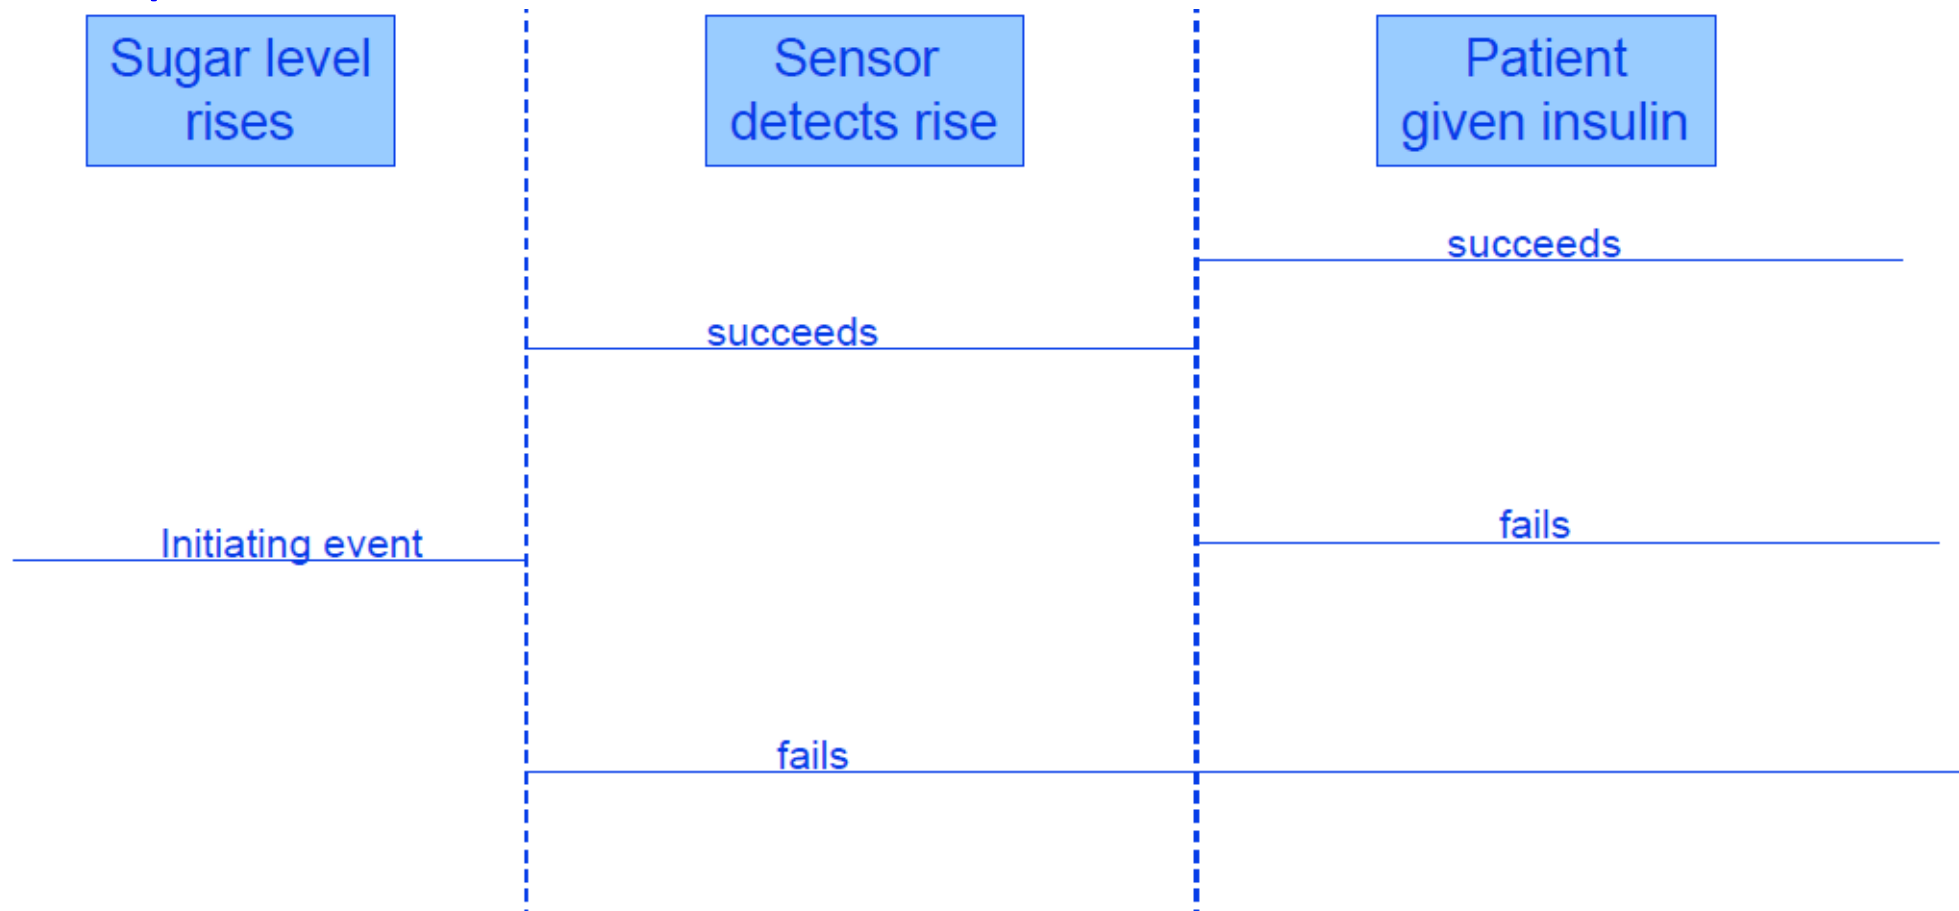 Sugar level
rises
Sensor
detects rise
Patient
given insulin
succeeds
succeeds
fails
Initiating event
fails